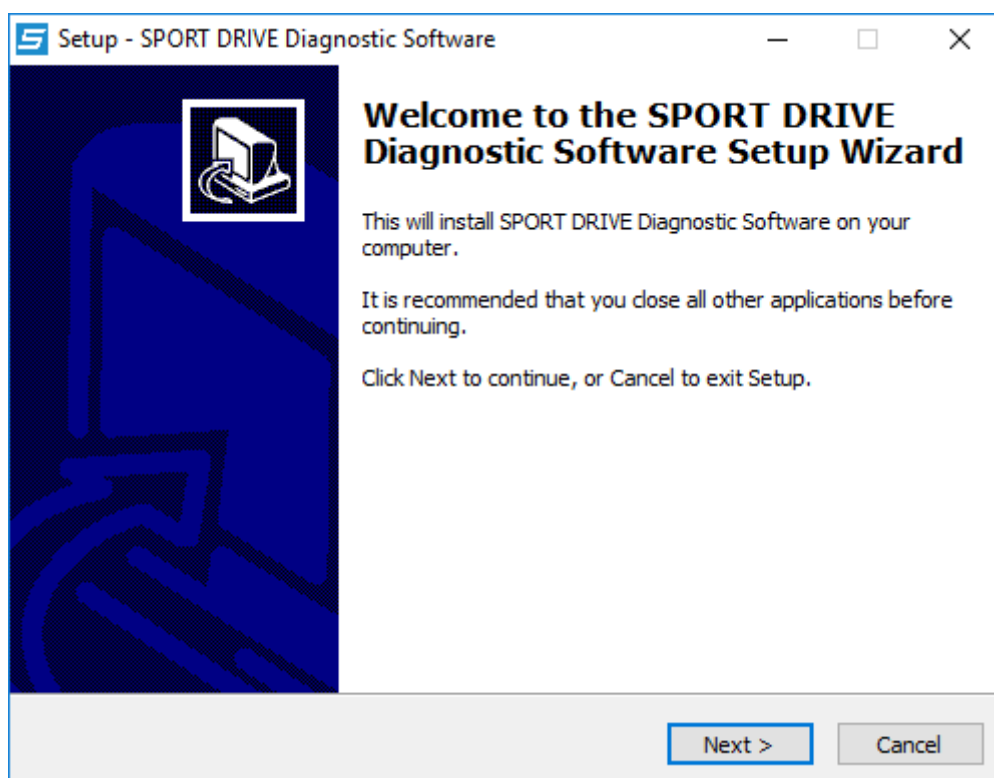 Setup - SPORT DRIVE Diagnostic Software
Welcome to the SPORT DRIVE
Diagnostic Software Setup Wizard
This will install SPORT DRIVE Diagnostic Software on your
computer.
It is recommended that you close all other applications before
continuing.
Click Next to continue, or Cancel to exit Setup.
Next >
Cancel